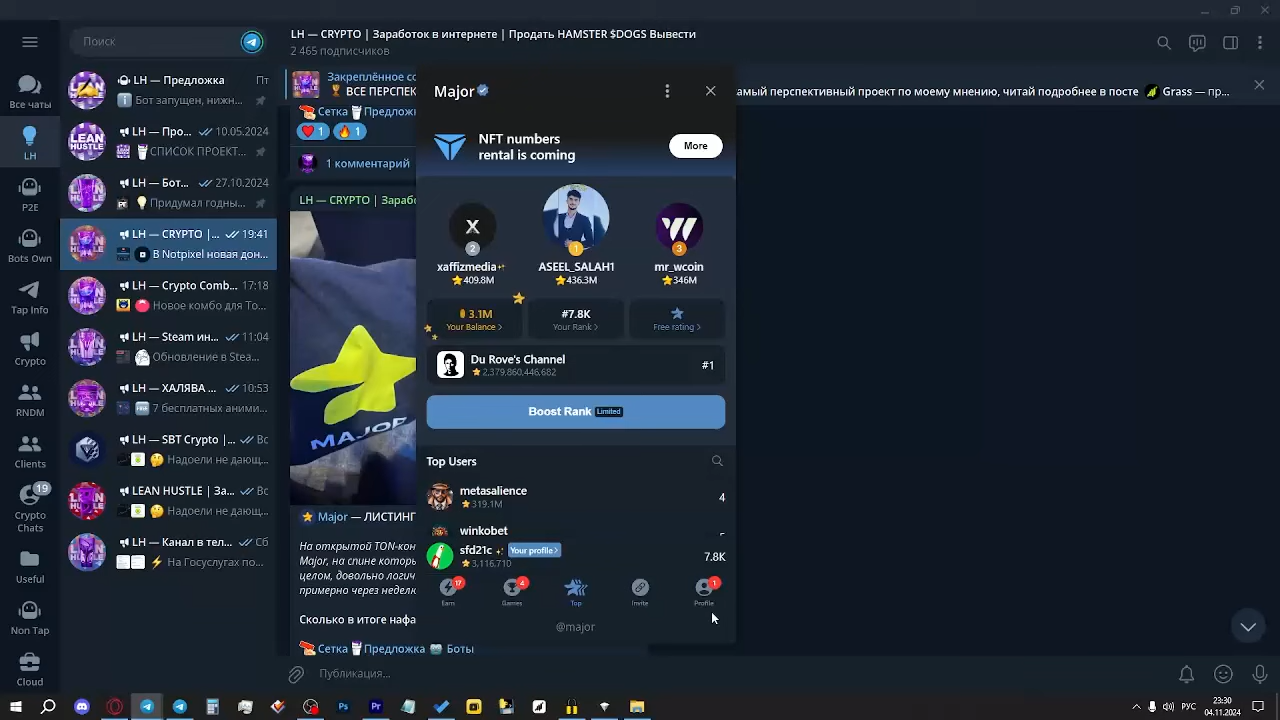 Поиск
LH — CRYPTO | Заработок в интернете | Продать HAMSTER $DOGS Вывести
2 465 подписчиков
Все чаты
LH
P2E
Bots Own
Tap Info
Crypto
RNDM
Clients
19
Crypto
Chats
Useful
Non Tap
Cloud
LH — Предложка
Пт
Бот запущен, нижн...
LH — Про...
10.05.2024
СПИСОК ПРОЕКТ...
LH — Бот...
27.10.2024
Придумал годны...
LH — CRYPTO |...
19:41
В Notpixel новая дон...
LH — Crypto Comb...
17:18
Новое комбо для То...
LH — Steam ин...
11:04
Обновление в Stea...
LH — ХАЛЯВА ...
10:53
7 бесплатных аними...
LH — SBT Crypto |...
Вс
Надоели не дающ...
LEAN HUSTLE | За...
Вс
Надоели не дающ...
LH — Канал в тел...
Сб
На Госуслугах по...
Закреплённое со
ВСЕ ПЕРСПЕК
амый перспективный проект по моему мнению, читай подробнее в посте
Grass — пр...
Сетка
Предлож
1
1
1 комментарий
LH — CRYPTO | Зараб
MAJOR
Major — ЛИСТИНГ
На открытой TON-кон
Major, на спине которь
целом, довольно логич
примерно через неделю
Сколько в итоге нафа
Сетка
Предложка
Боты
Major
NFT numbers
rental is coming
More
X
2
1
3
xaffizmedia
ASEEL_SALAH1
mr_wcoin
409.8M
436.3M
346M
3.1M
Your Balance >
#7.8K
Your Rank >
Free rating >
Du Rove's Channel
2,379,860,446,682
#1
Boost Rank Limited
Top Users
metasalience
319.1M
4
winkobet
sfd21c
Your profile >
3,116,710
7.8K
17
4
1
Earn
Games
Top
Invite
Profile
@major
Публикация...
Ps
Pr
РУС
23:30
04.11.2024